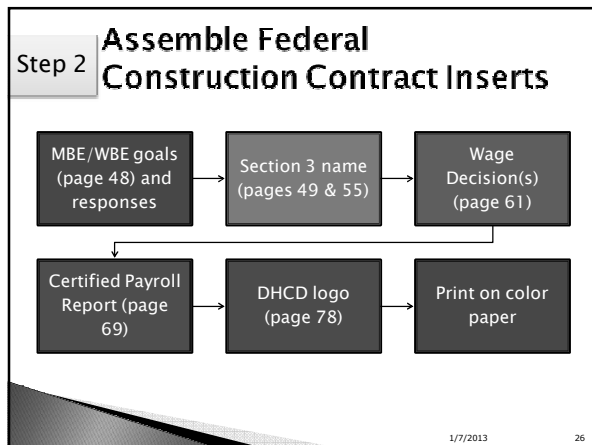 Step 2
Assemble Federal
Construction Contract Inserts
MBE/WBE goals
(page 48) and
responses
Section 3 name
(pages 49 & 55)
Wage
Decision(s)
(page 61)
Certified Payroll
Report (page
69)
DHCD logo
(page 78)
Print on color
paper
1/7/2013
26